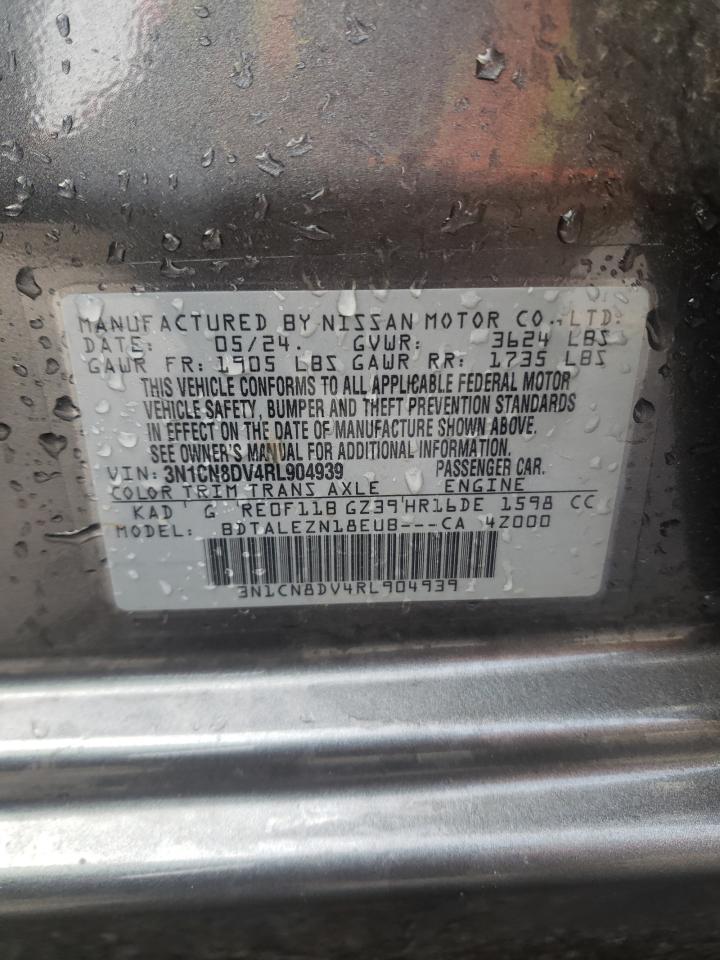 MANUFACTURED BY NISSAN MOTOR CO., LTD.
DATE: 05/24. GVWR: 3624 LBS
GAWR FR: 1905 LBS GAWR RR: 1735 LBS
THIS VEHICLE CONFORMS TO ALL APPLICABLE FEDERAL MOTOR
VEHICLE SAFETY, BUMPER AND THEFT PREVENTION STANDARDS
IN EFFECT ON THE DATE OF MANUFACTURE SHOWN ABOVE.
SEE OWNER'S MANUAL FOR ADDITIONAL INFORMATION.
VIN: 3N1CN8DV4RL904939 PASSENGER CAR.
COLOR TRIM TRANS AXLE ENGINE
KAD G RE0F11B GZ39 HR16DE 1598 CC
MODEL: BDTALEZN18EUB---CA 4Z000
3N1CN8DV4RL904939